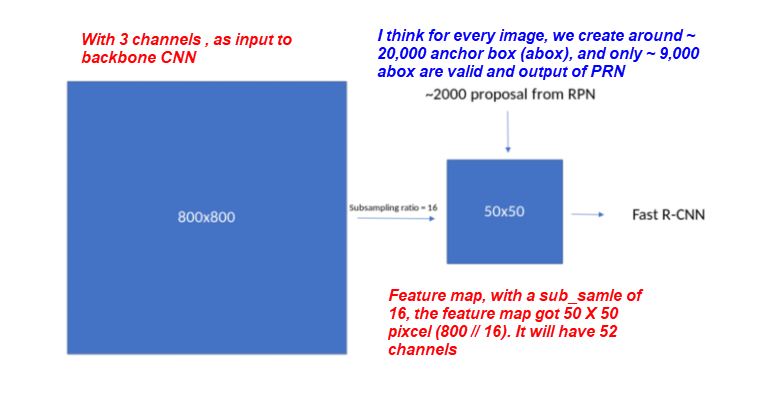 With 3 channels , as input to
backbone CNN
I think for every image, we create around ~
20,000 anchor box (abox), and only ~ 9,000
abox are valid and output of PRN
~2000 proposal from RPN
800x800
Subsampling ratio = 16
50x50
Fast R-CNN
Feature map, with a sub_samle of
16, the feature map got 50 X 50
pixcel (800 // 16). It will have 52
channels